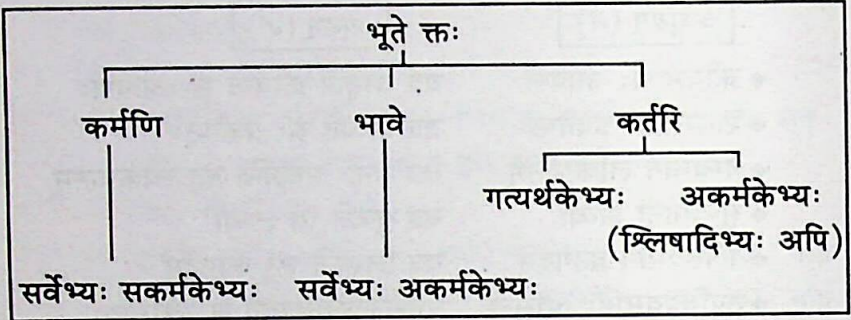 भूते क्तः
कर्मणि भावे कर्तरि
गत्यर्थकेभ्यः अकर्मकेभ्यः
(श्लिषादिभ्यः अपि)
सर्वेभ्यः सकर्मकेभ्यः सर्वेभ्यः अकर्मकेभ्यः